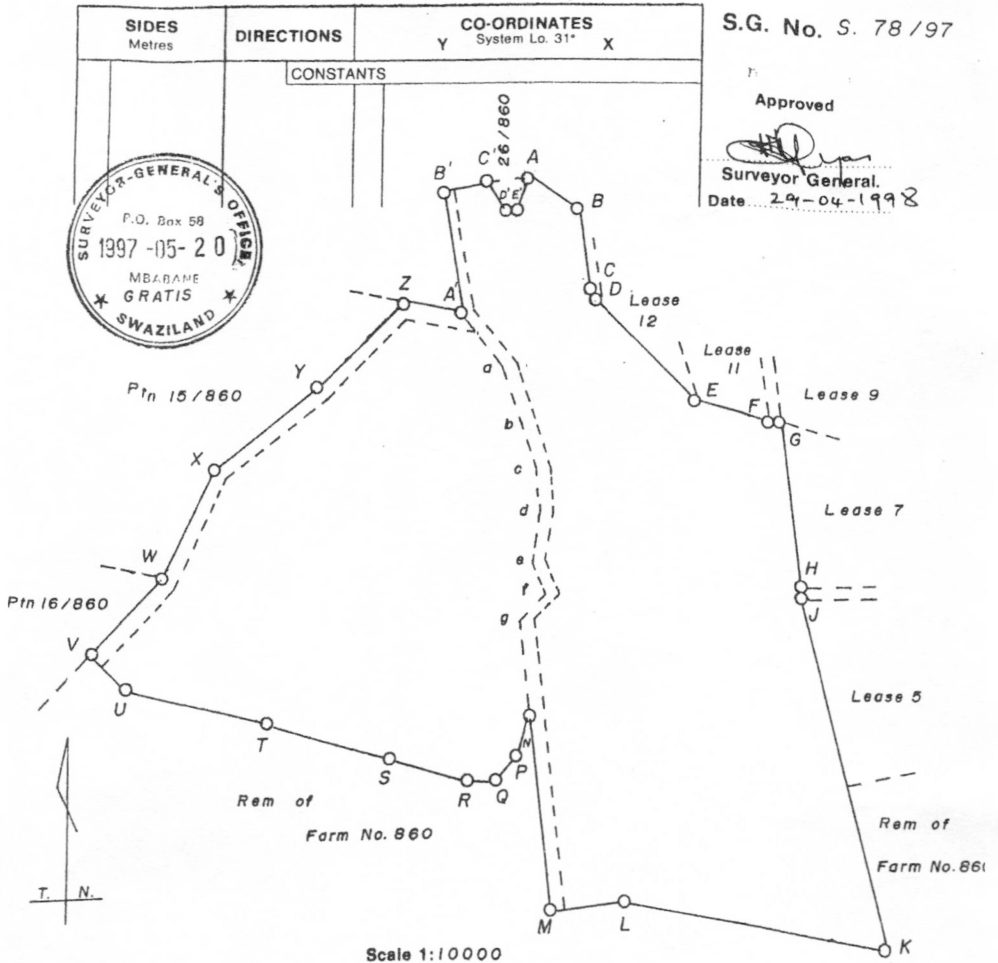 SIDES
Metres
DIRECTIONS
CO-ORDINATES
Y System Lo. 31° X
CONSTANTS
S.G. No. S. 78/97
Approved
Surveyor General.
Date 29-04-1998
SURVEYOR-GENERAL'S OFFICE
P.O. Box 58
1997 -05- 20
MBABANE
GRATIS
★ SWAZILAND ★
26/860
B' C' A
D' E' B
C
D
Lease
12
Z A'
Lease
11
Lease 9
a
Y
E F G
Ptn 15/860
b
X c
Lease 7
d
W e
H
f J
Ptn 16/860
g
V
U
Lease 5
T N
S P
R Q
Rem of
Farm No. 860
Rem of
Farm No. 860
T. N.
M L
K
Scale 1:10000